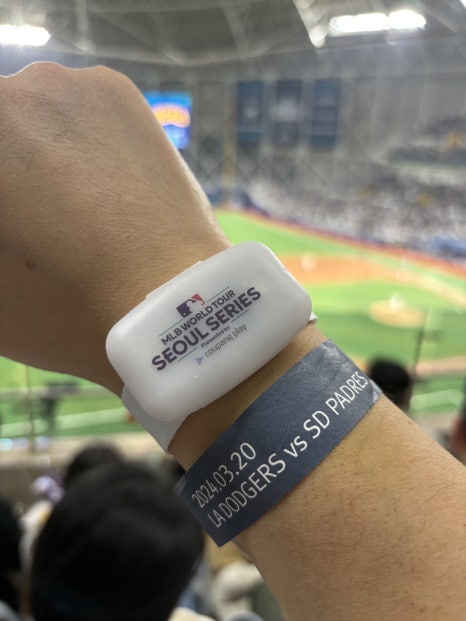 MLB WORLD TOUR
SEOUL SERIES
Presented by
coupang play
2024.03.20
LA DODGERS vs SD PADRES